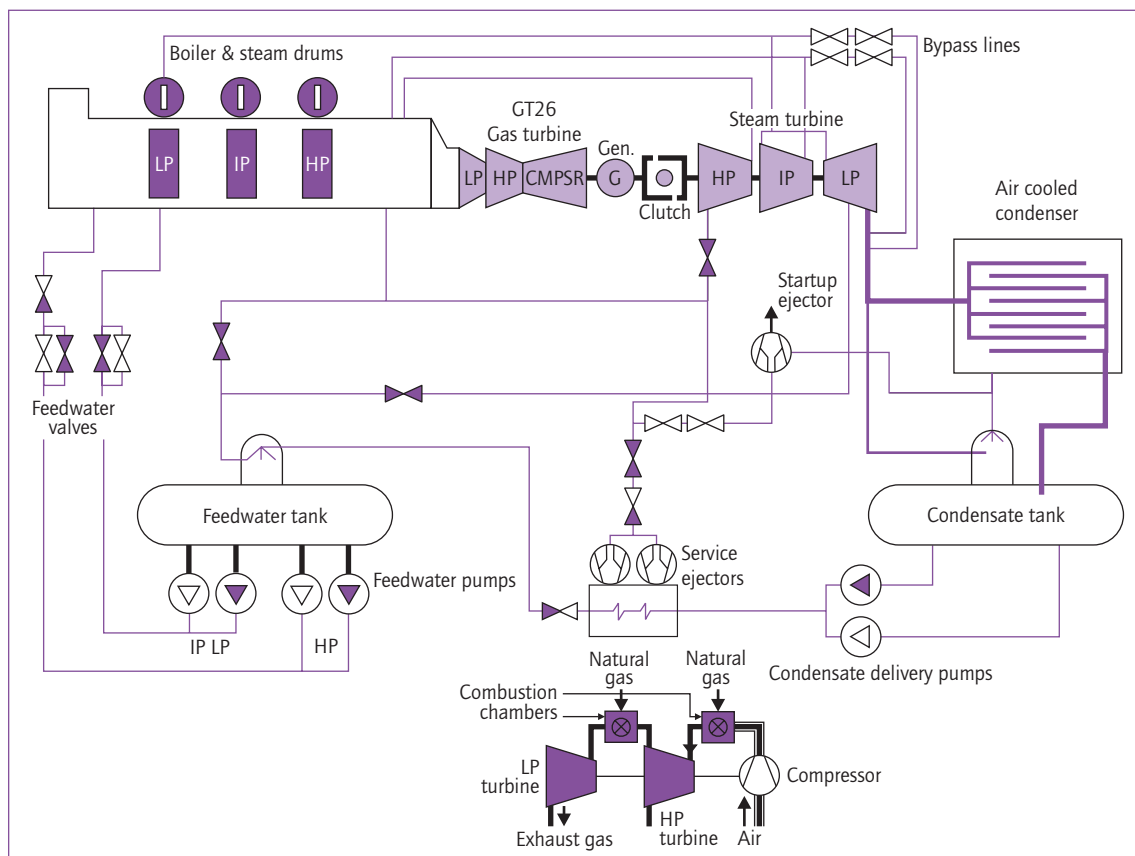 Boiler & steam drums
Bypass lines
GT26
Gas turbine
Steam turbine
Gen.
LP
IP
HP
LP
HP
CMPSR
G
HP
IP
LP
Clutch
Air cooled
condenser
Startup
ejector
Feedwater
valves
Feedwater tank
Condensate tank
Service
ejectors
Feedwater pumps
IP LP
HP
Condensate delivery pumps
Natural
gas
Natural
gas
Combustion
chambers
LP
turbine
Compressor
Exhaust gas
HP
turbine
Air